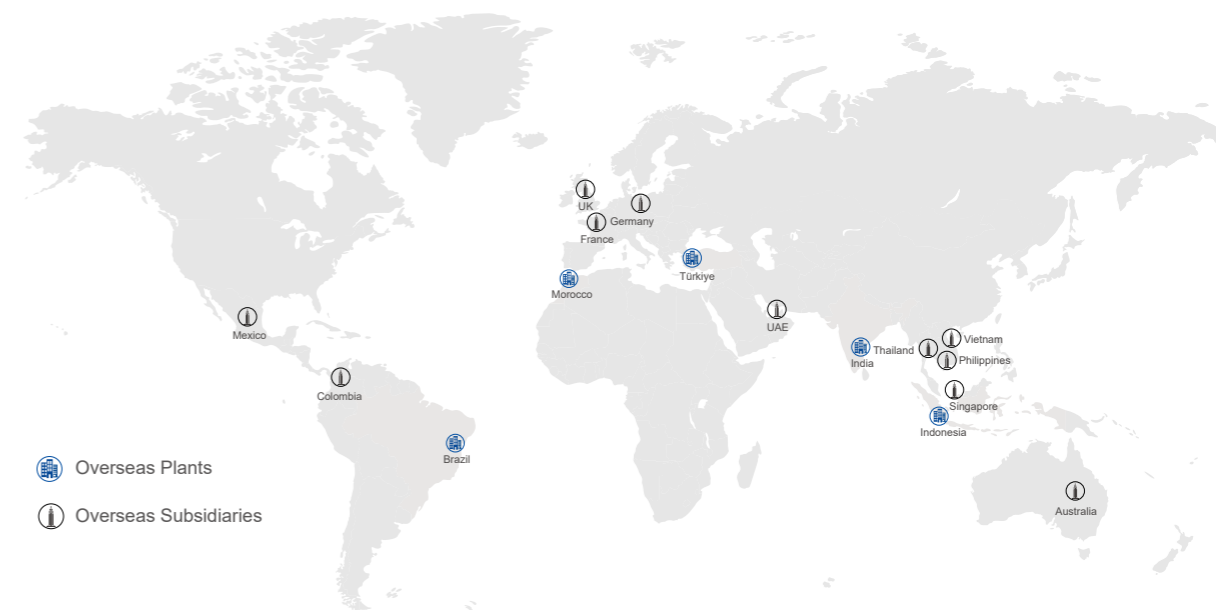 UK
Germany
France
Türkiye
Morocco
UAE
Mexico
Vietnam
Thailand
Philippines
India
Colombia
Singapore
Indonesia
Brazil
Overseas Plants
Australia
Overseas Subsidiaries